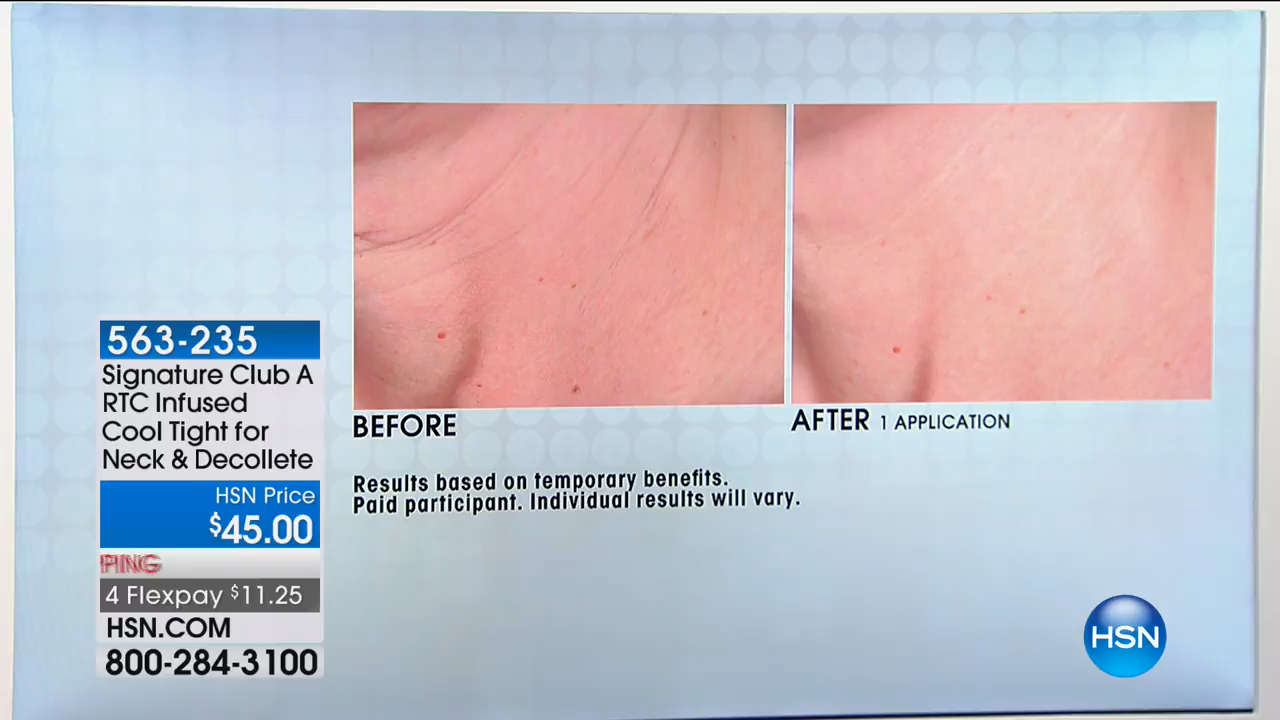 563-235
Signature Club A
RTC Infused
Cool Tight for
Neck & Decollete
HSN Price
$45.00
PING
4 Flexpay $11.25
HSN.COM
800-284-3100
BEFORE
AFTER 1 APPLICATION
Results based on temporary benefits.
Paid participant. Individual results will vary.
HSN